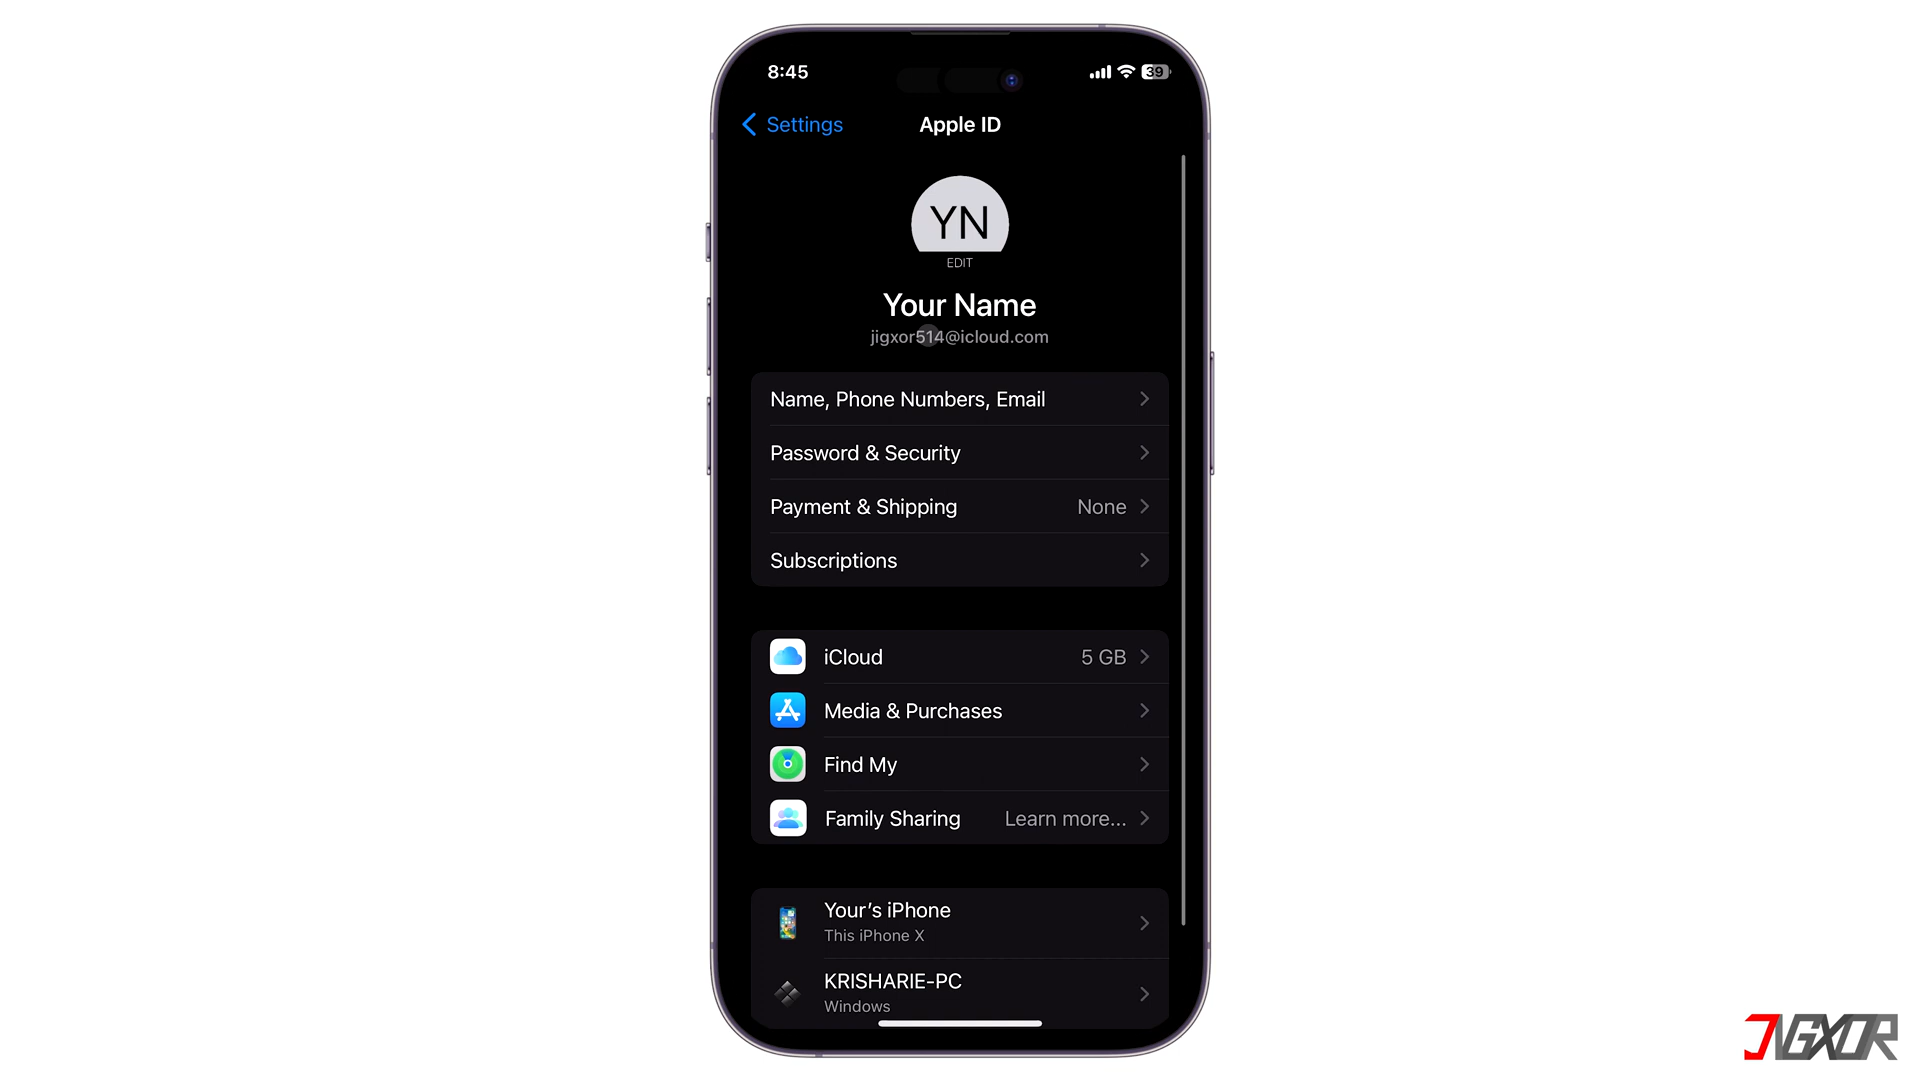 8:45
39
Settings
Apple ID
YN
EDIT
Your Name
jigxor514@icloud.com
Name, Phone Numbers, Email
Password & Security
Payment & Shipping None
Subscriptions
iCloud 5 GB
Media & Purchases
Find My
Family Sharing Learn more...
Your’s iPhone
This iPhone X
KRISHARIE-PC
Windows
JIGXOR